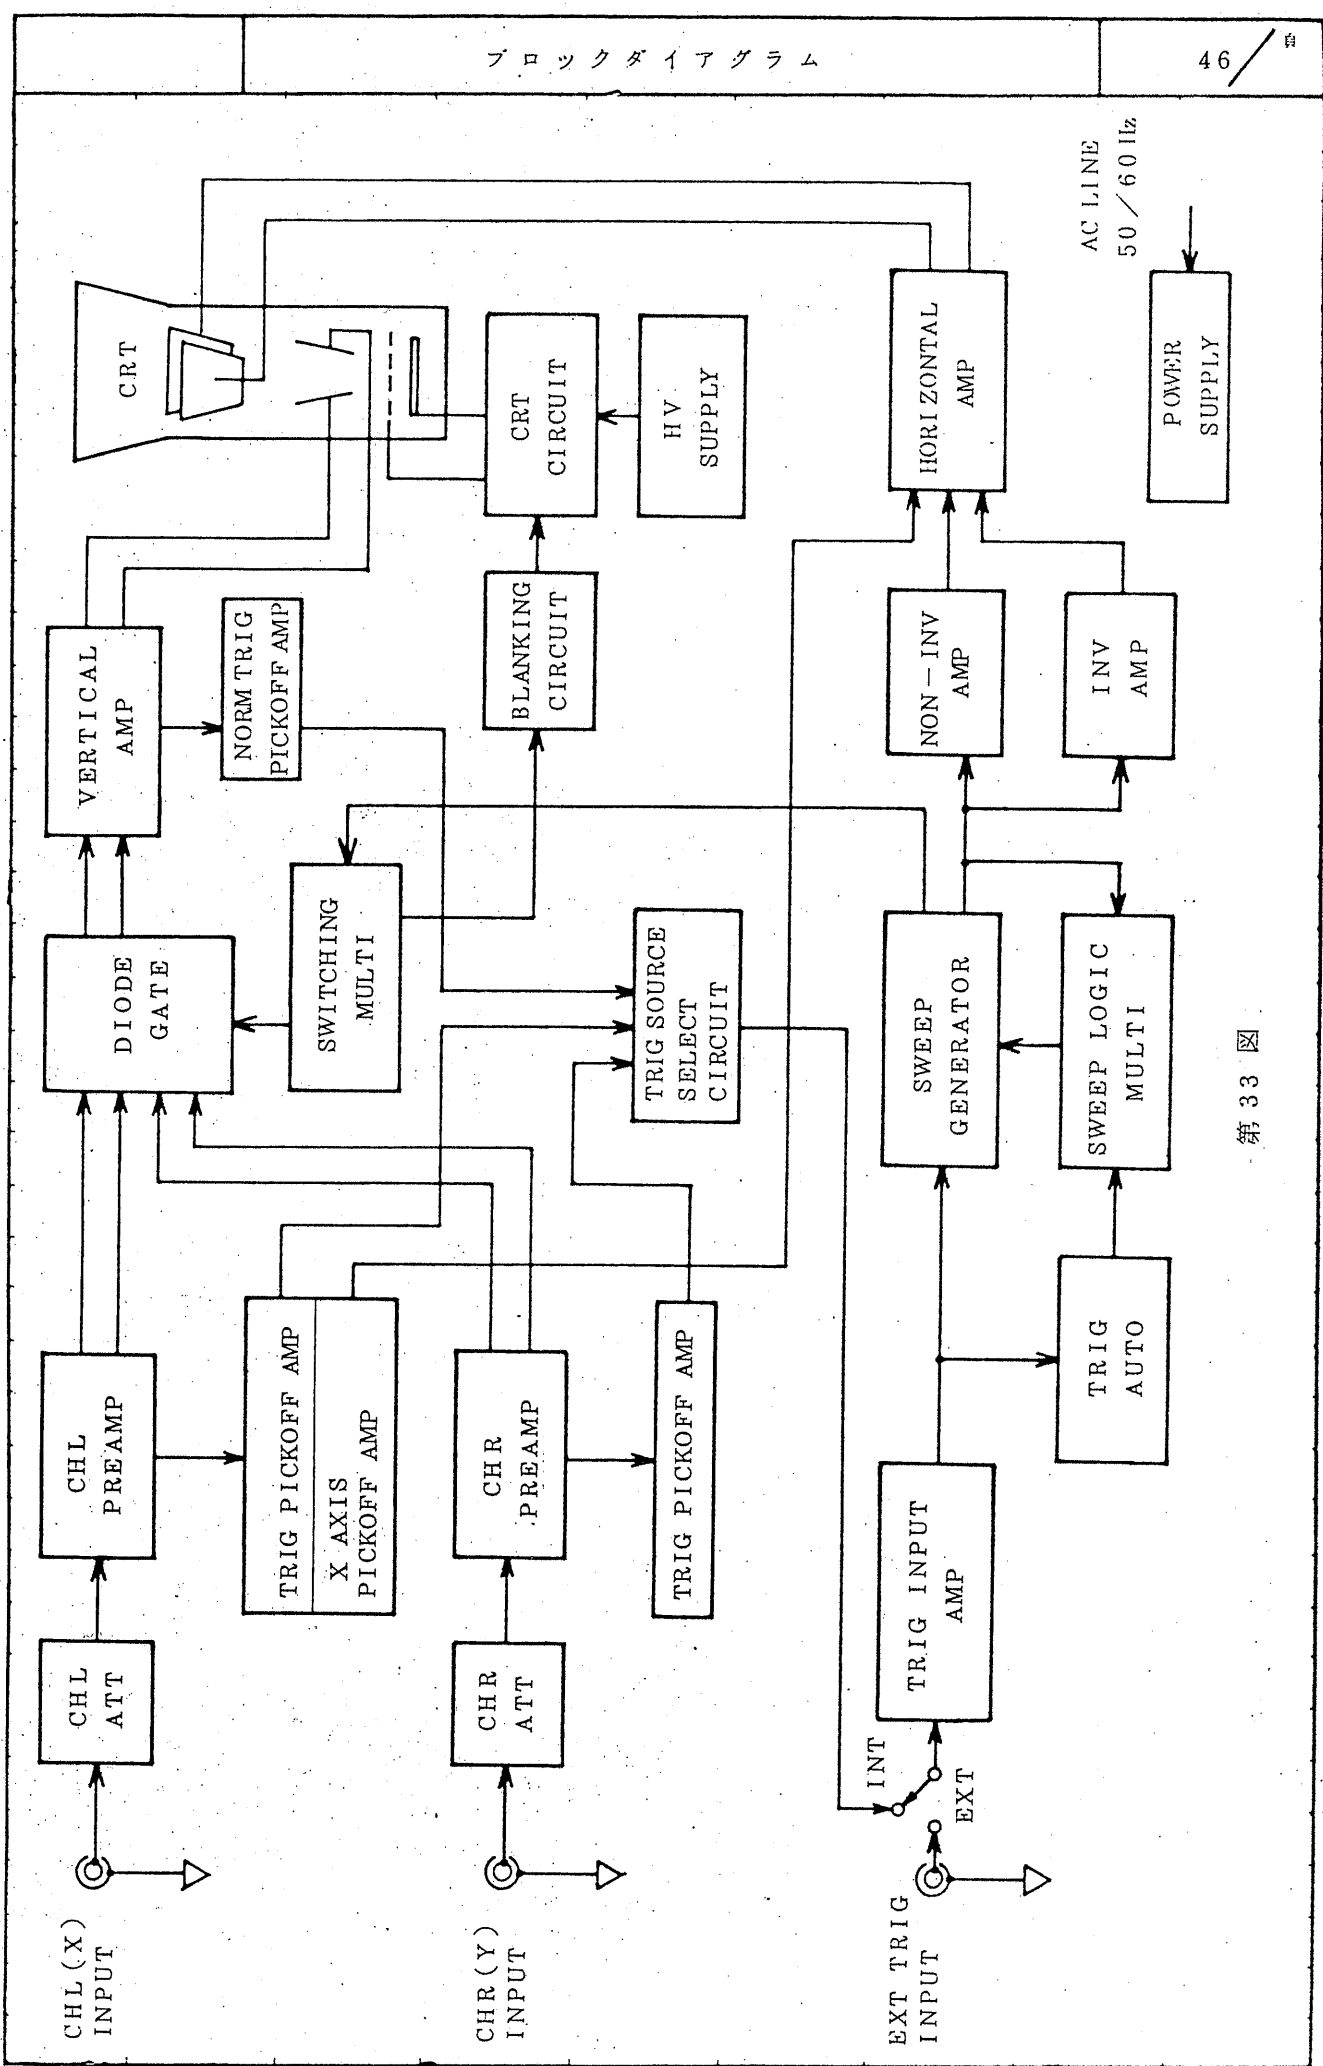 ブロックダイアグラム
46／自
CHL(X)
INPUT
CHL
ATT
CHL
PREAMP
DIODE
GATE
VERTICAL
AMP
CRT
TRIG PICKOFF AMP
X AXIS
PICKOFF AMP
SWITCHING
MULTI
NORM TRIG
PICKOFF AMP
CHR(Y)
INPUT
CHR
ATT
CHR
PREAMP
BLANKING
CIRCUIT
CRT
CIRCUIT
TRIG PICKOFF AMP
TRIG SOURCE
SELECT
CIRCUIT
HV
SUPPLY
EXT TRIG
INPUT
INT
EXT
TRIG INPUT
AMP
SWEEP
GENERATOR
NON-INV
AMP
HORIZONTAL
AMP
TRIG
AUTO
SWEEP LOGIC
MULTI
INV
AMP
AC LINE
50/60Hz
POWER
SUPPLY
第33図